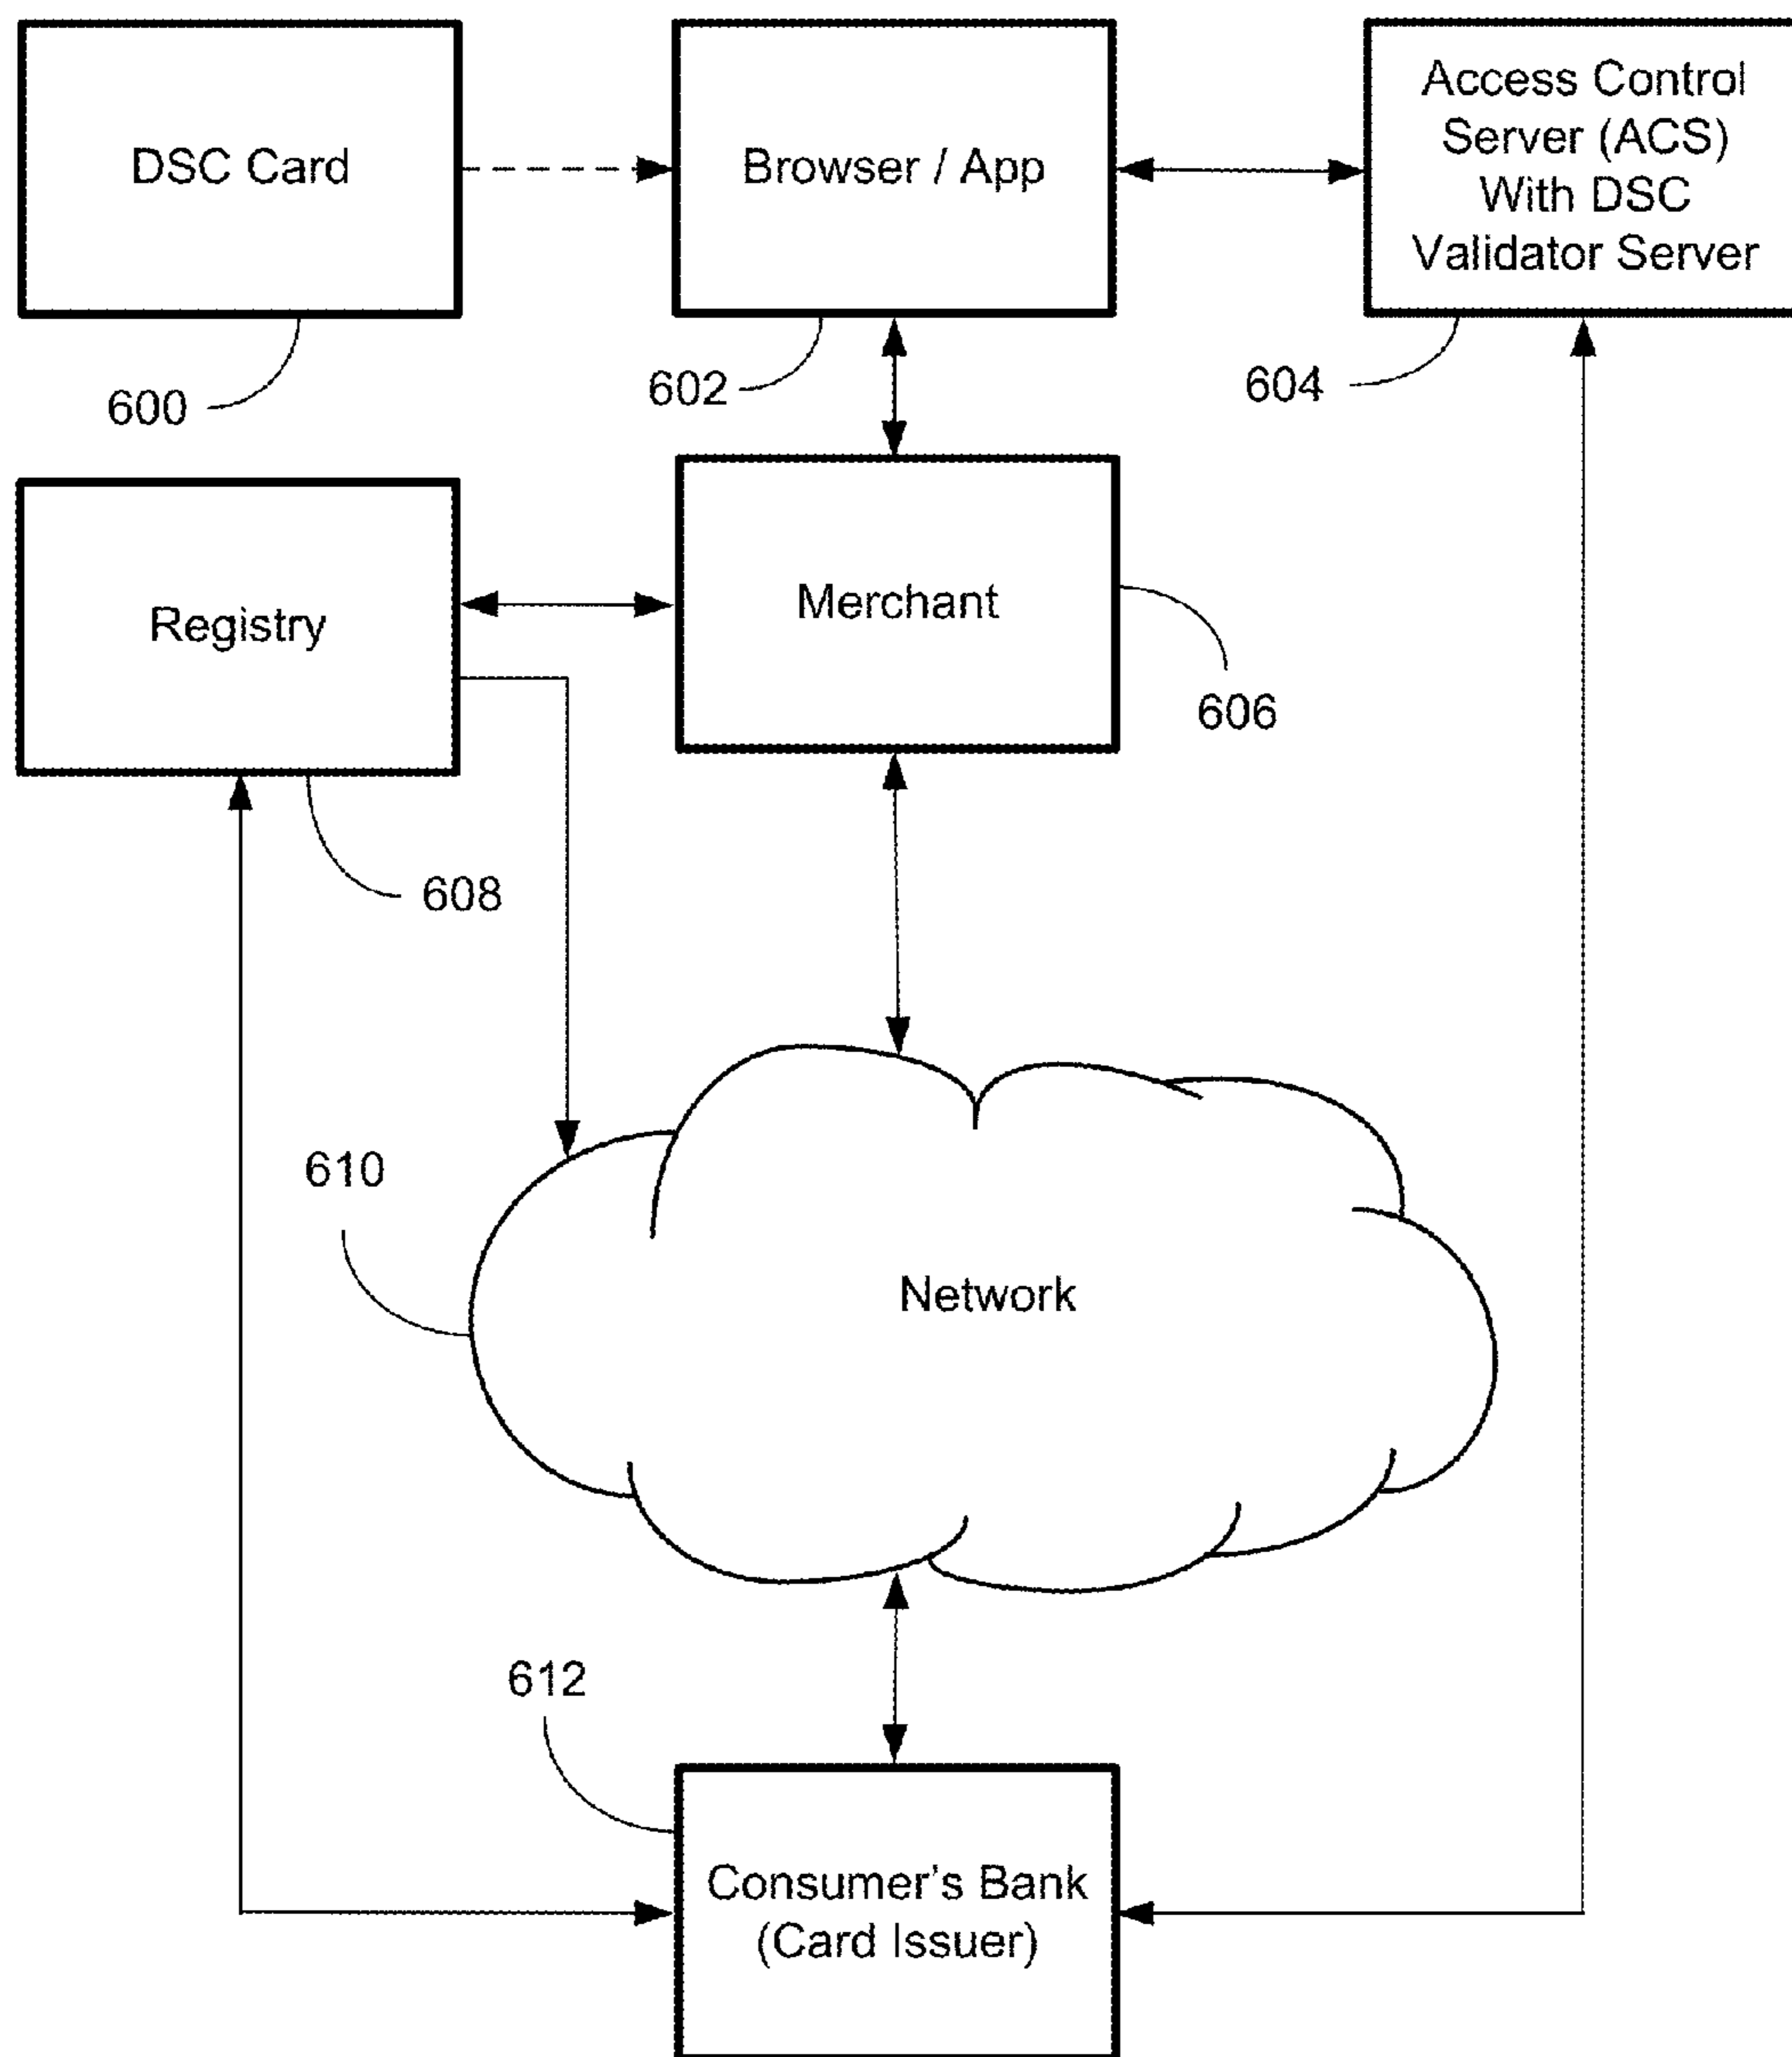 DSC Card
Browser / App
Access Control
Server (ACS)
With DSC
Validator Server
600
602
604
Registry
Merchant
606
608
610
Network
612
Consumer's Bank
(Card Issuer)